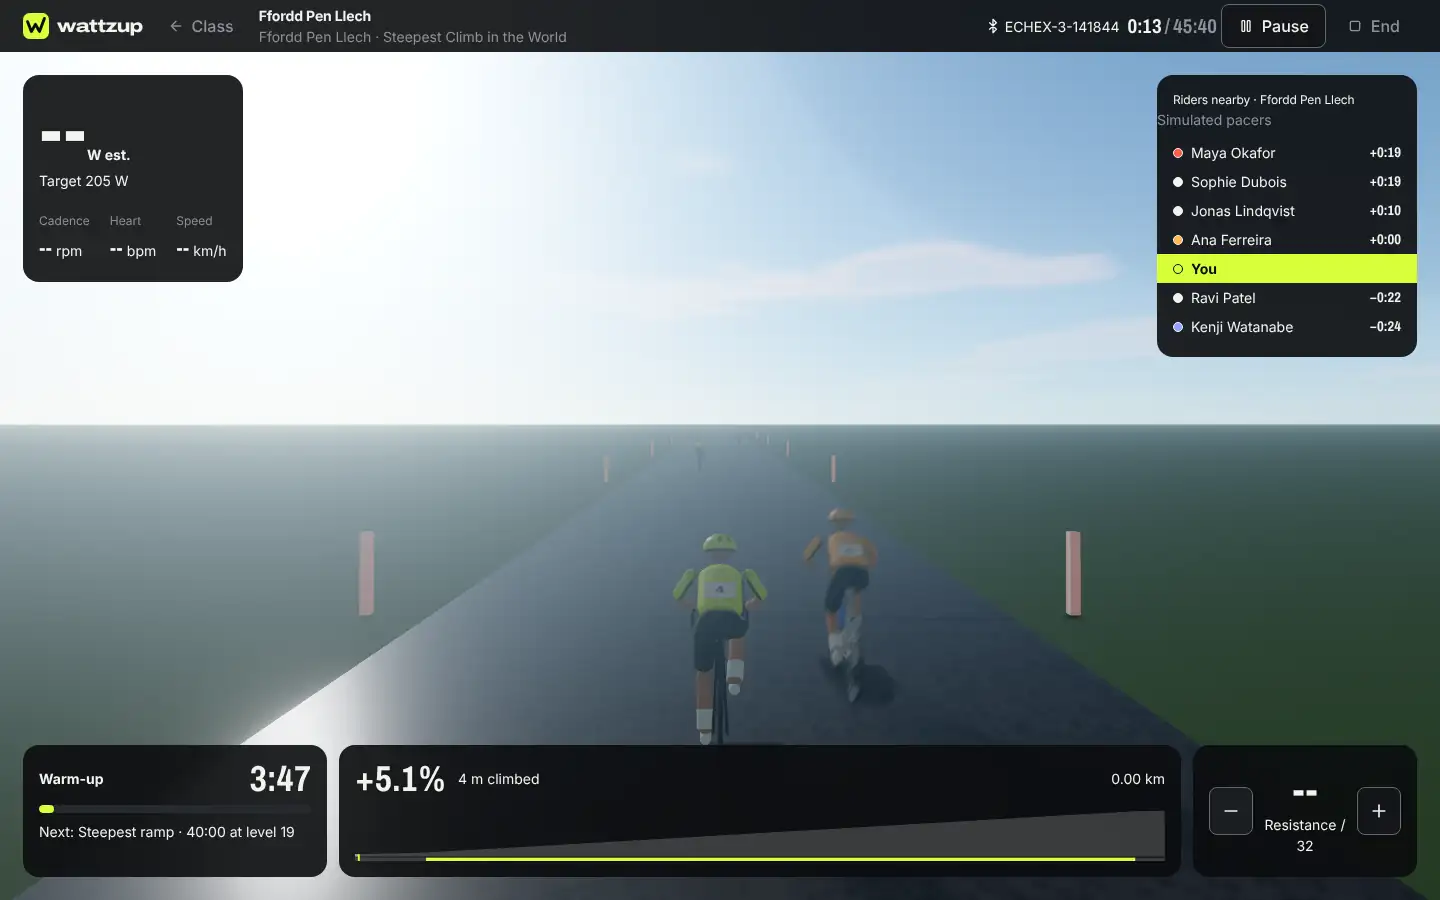 wattzup
Class
Ffordd Pen Llech
Ffordd Pen Llech · Steepest Climb in the World
ECHEX-3-141844
0:13 / 45:40
Pause
End
-- W est.
Target 205 W
Cadence Heart Speed
-- rpm -- bpm -- km/h
Riders nearby · Ffordd Pen Llech
Simulated pacers
Maya Okafor +0:19
Sophie Dubois +0:19
Jonas Lindqvist +0:10
Ana Ferreira +0:00
You
Ravi Patel −0:22
Kenji Watanabe −0:24
Warm-up 3:47
Next: Steepest ramp · 40:00 at level 19
+5.1% 4 m climbed 0.00 km
− -- +
Resistance /
32